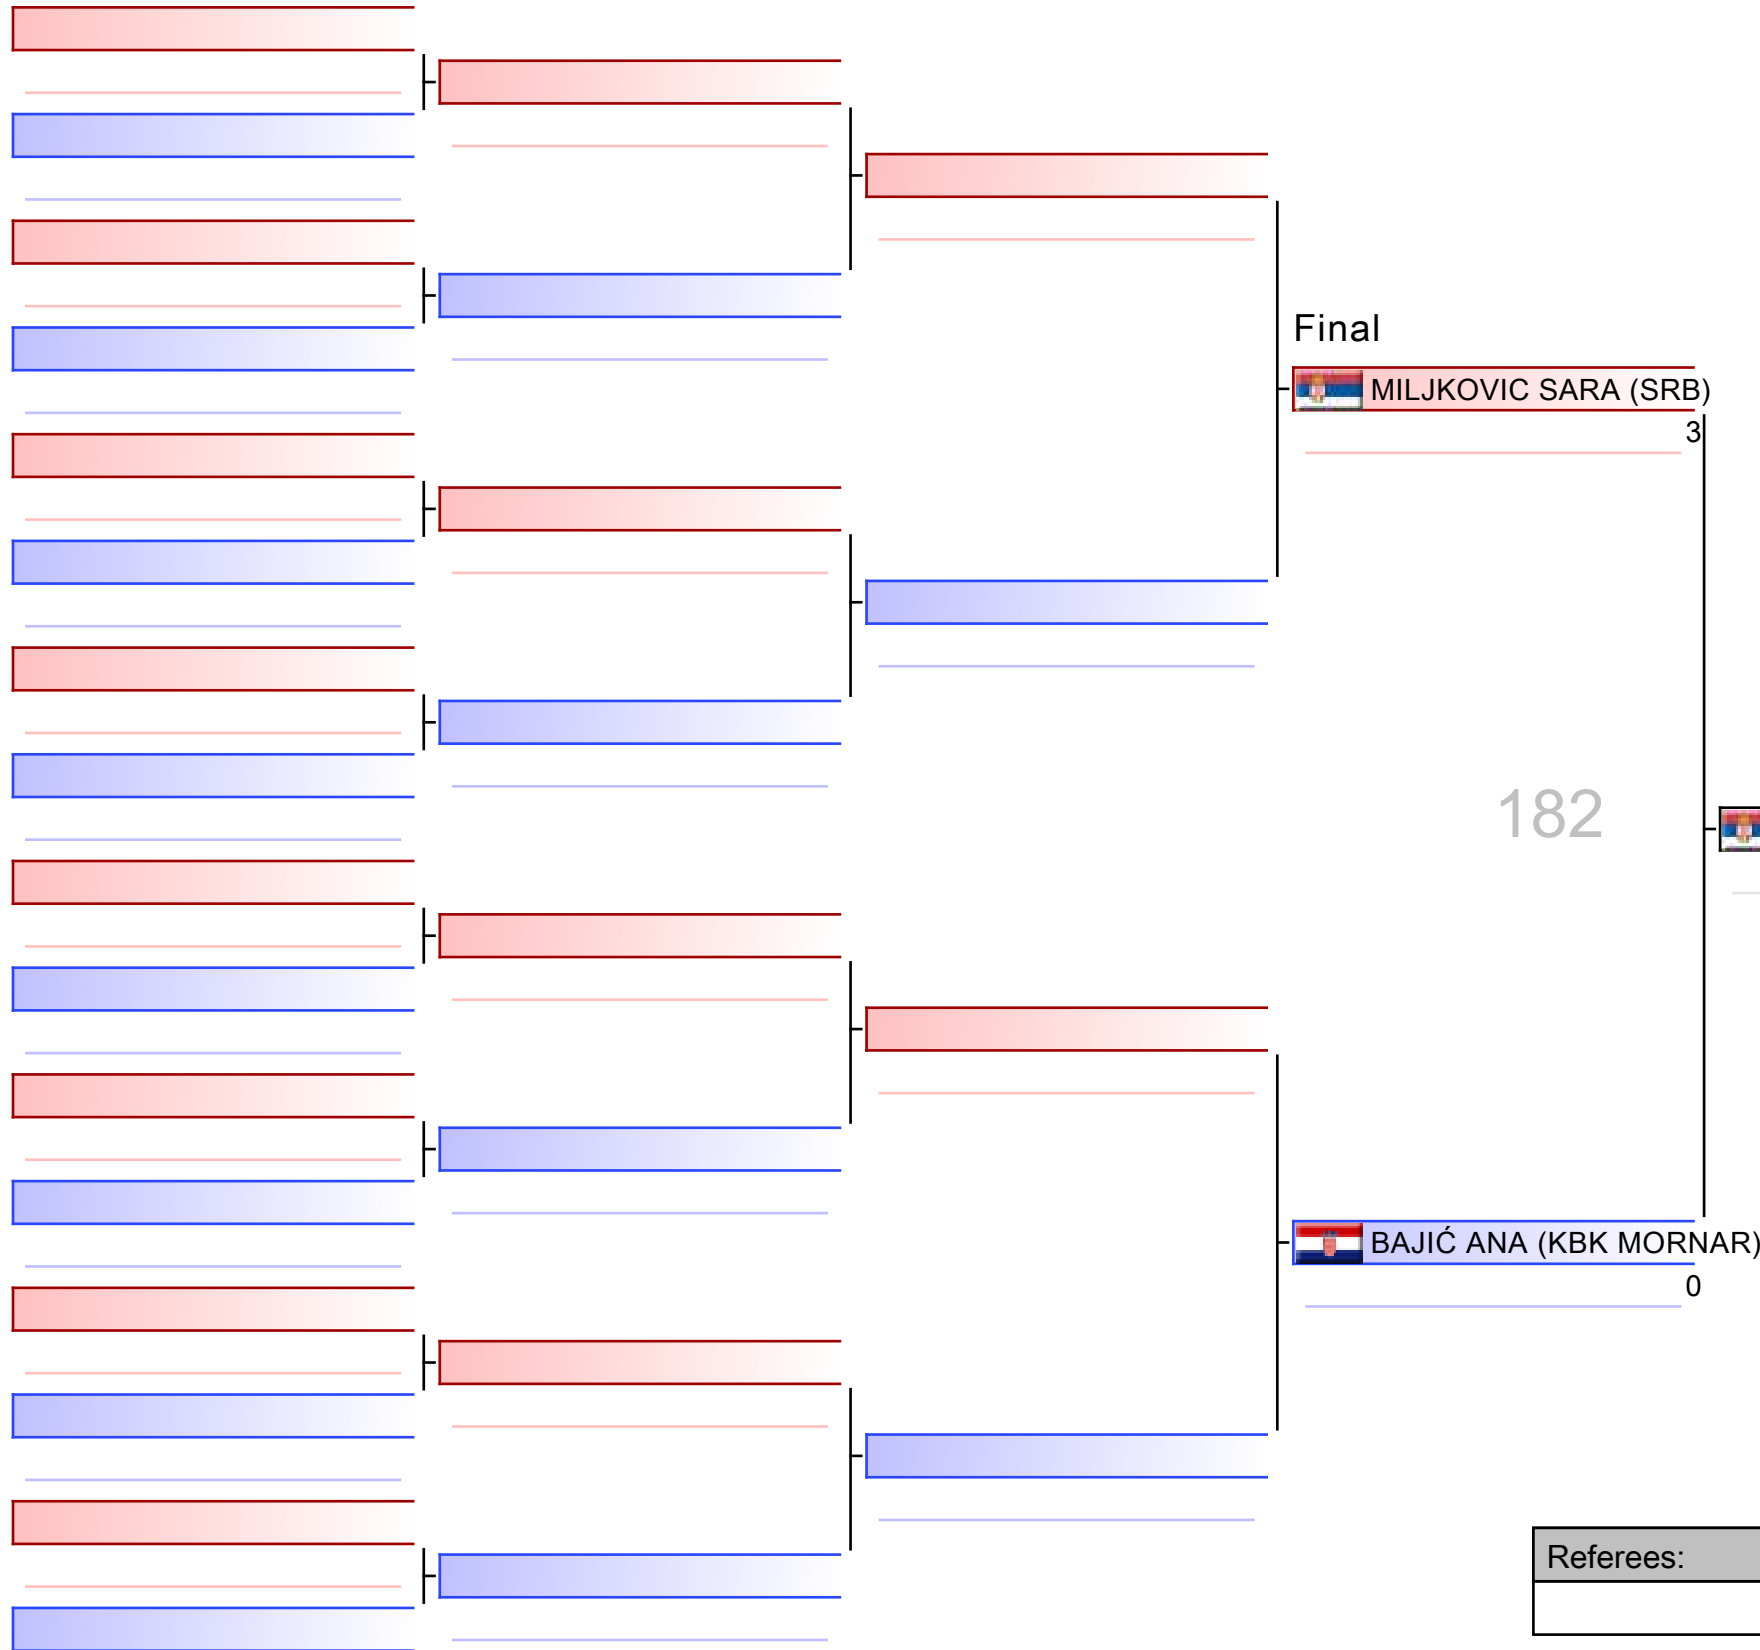 Final
MILJKOVIC SARA (SRB)
3
182
BAJIĆ ANA (KBK MORNAR)
0
Referees: